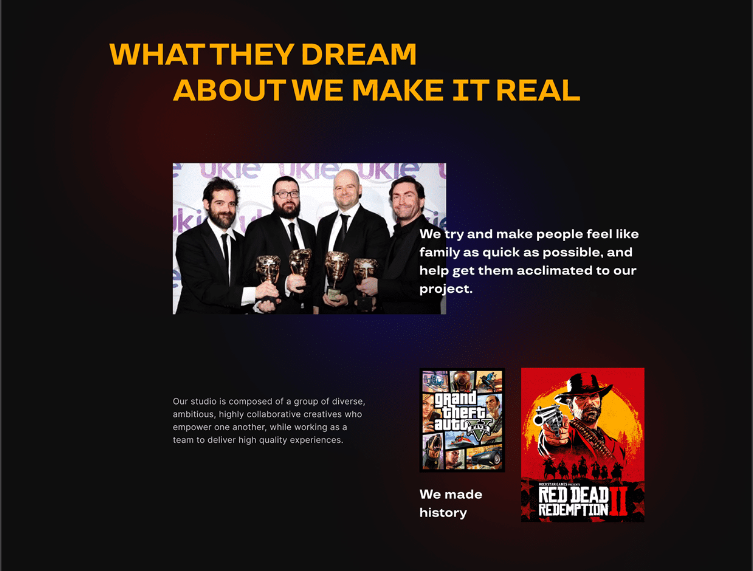 WHAT THEY DREAM
ABOUT WE MAKE IT REAL
ukie ukie
We try and make people feel like
family as quick as possible, and
help get them acclimated to our
project.
Our studio is composed of a group of diverse,
ambitious, highly collaborative creatives who
empower one another, while working as a
team to deliver high quality experiences.
grand
theft
auto
V
FIVE
We made
history
ROCKSTAR GAMES PRESENTS
RED DEAD
REDEMPTION II